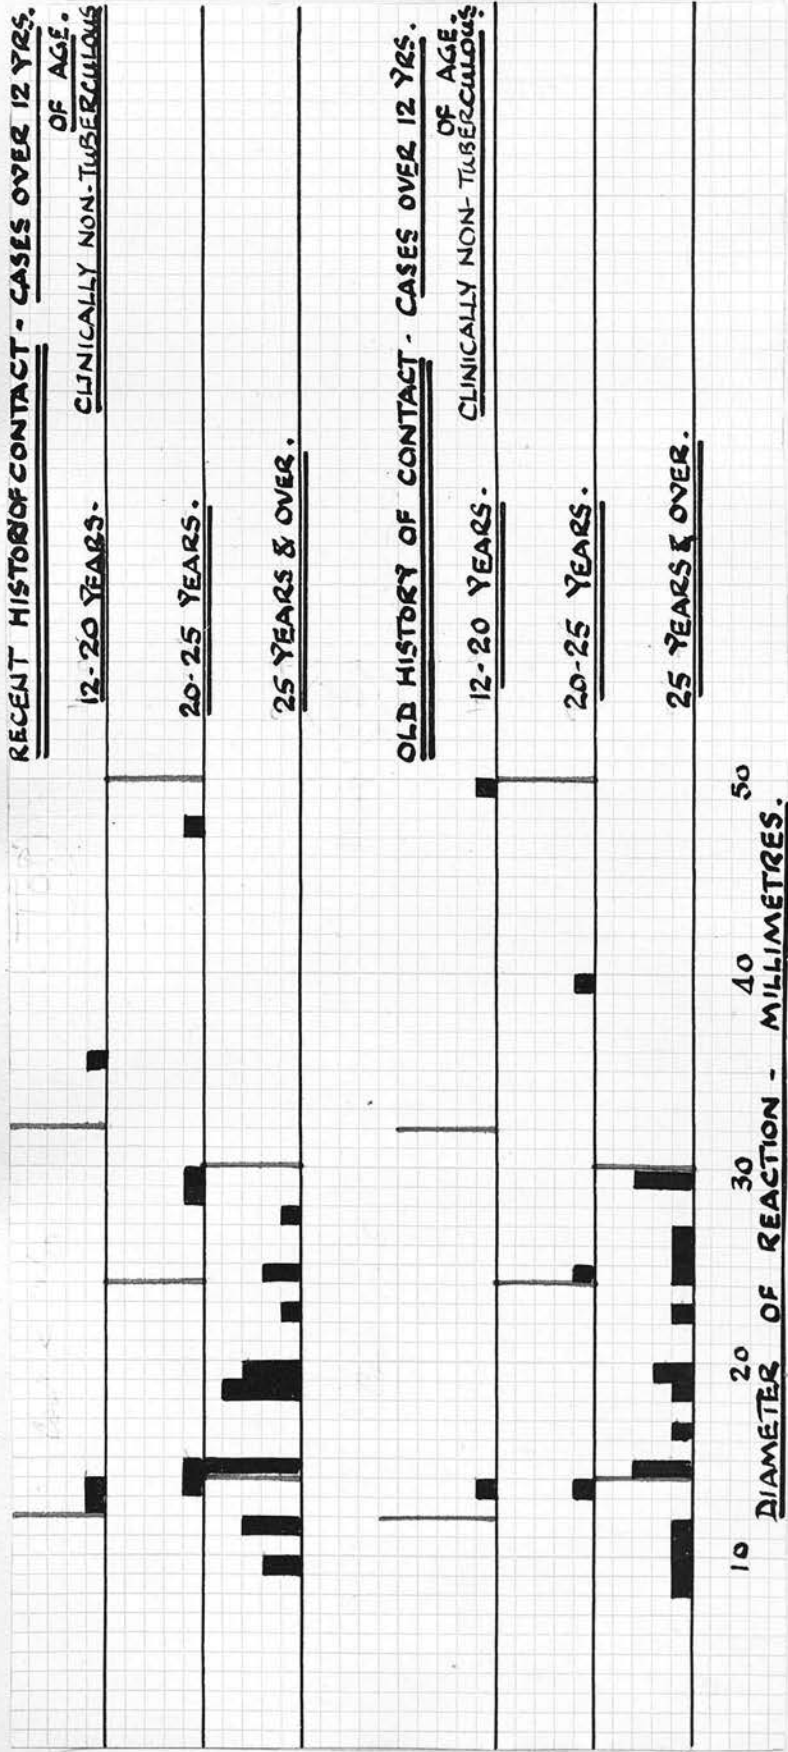 RECENT HISTORY OF CONTACT - CASES OVER 12 YRS.
OF AGE.
CLINICALLY NON-TUBERCULOUS
12-20 YEARS.
20-25 YEARS.
25 YEARS & OVER.
OLD HISTORY OF CONTACT - CASES OVER 12 YRS.
OF AGE.
CLINICALLY NON-TUBERCULOUS
12-20 YEARS.
20-25 YEARS.
25 YEARS & OVER.
10 20 30 40 50
DIAMETER OF REACTION - MILLIMETRES.